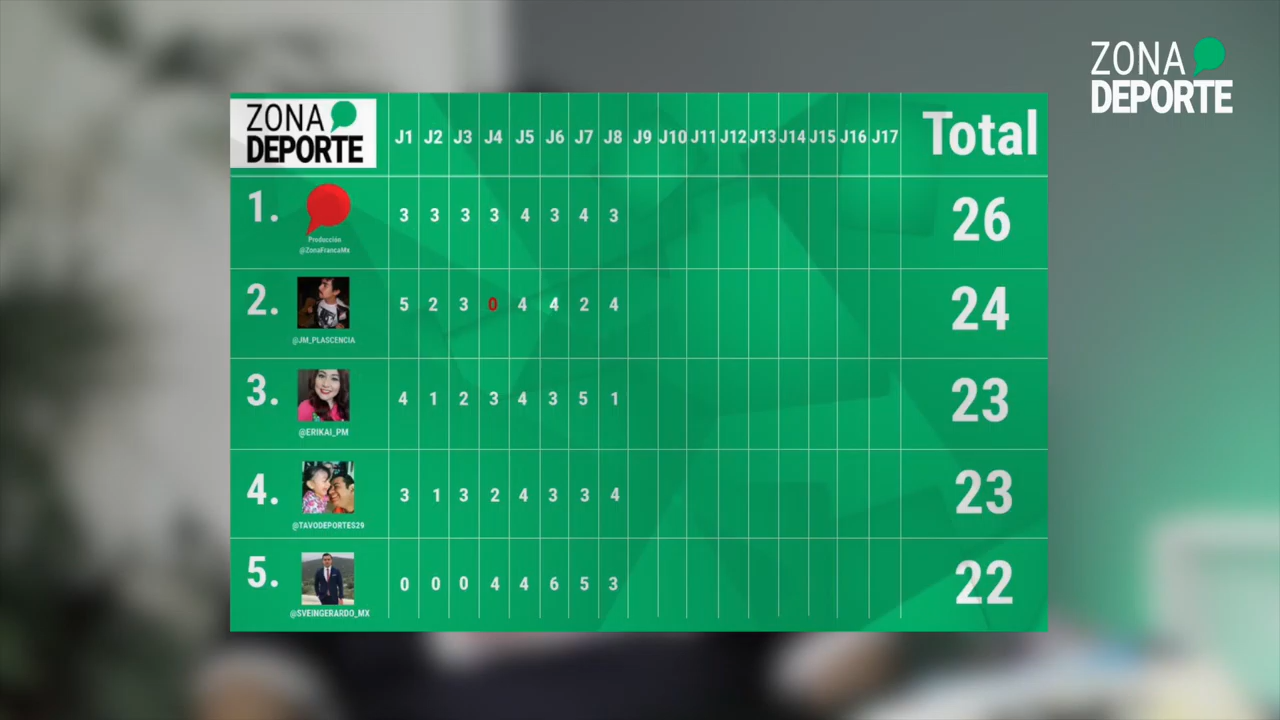 ZONA
DEPORTE
ZONA
DEPORTE
J1 J2 J3 J4 J5 J6 J7 J8 J9 J10 J11 J12 J13 J14 J15 J16 J17 Total
1. 3 3 3 3 4 3 4 3 26
Producción
@ZonaFrancaMx
2. 5 2 3 0 4 4 2 4 24
@JM_PLASCENCIA
3. 4 1 2 3 4 3 5 1 23
@ERIKAI_PM
4. 3 1 3 2 4 3 3 4 23
@TAVODEPORTES29
5. 0 0 0 4 4 6 5 3 22
@SVEINGERARDO_MX